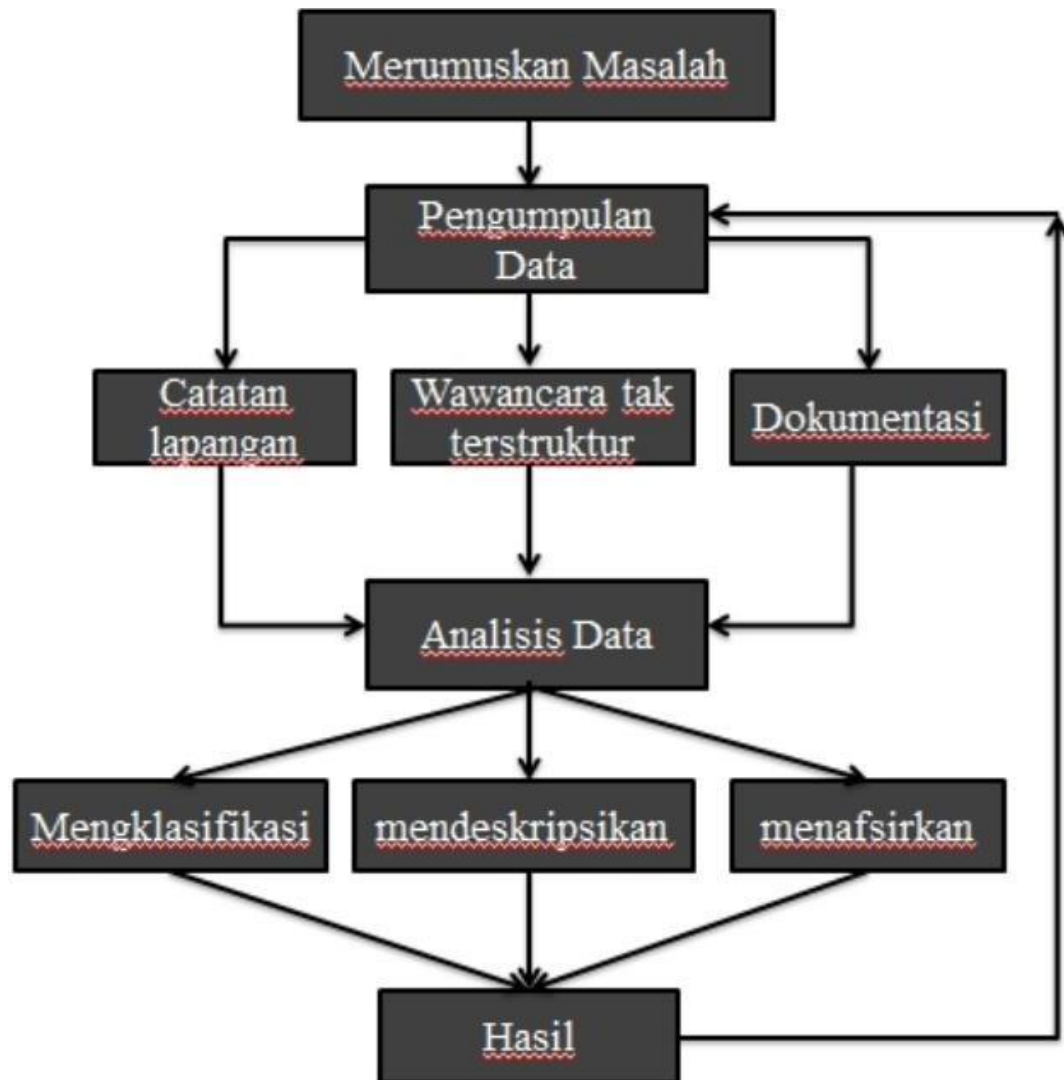 Merumuskan Masalah
Pengumpulan
Data
Catatan
lapangan
Wawancara tak
terstruktur
Dokumentasi
Analisis Data
Mengklasifikasi
mendeskripsikan
menafsirkan
Hasil